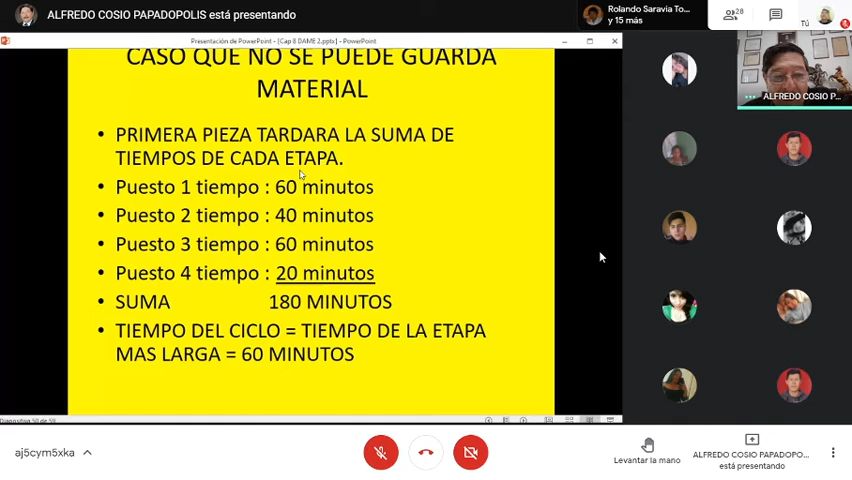 ALFREDO COSIO PAPADOPOLIS está presentando
Rolando Saravia To...
y 15 más
28
Tú
Presentación de PowerPoint - [Cap 8 DAME 2.pptx] - PowerPoint
ALFREDO COSIO P...
CASO QUE NO SE PUEDE GUARDA
MATERIAL
• PRIMERA PIEZA TARDARA LA SUMA DE
TIEMPOS DE CADA ETAPA.
• Puesto 1 tiempo : 60 minutos
• Puesto 2 tiempo : 40 minutos
• Puesto 3 tiempo : 60 minutos
• Puesto 4 tiempo : 20 minutos
• SUMA 180 MINUTOS
• TIEMPO DEL CICLO = TIEMPO DE LA ETAPA
MAS LARGA = 60 MINUTOS
Diapositiva 50 de 59
aj5cym5xka
Levantar la mano
ALFREDO COSIO PAPADOPO...
está presentando